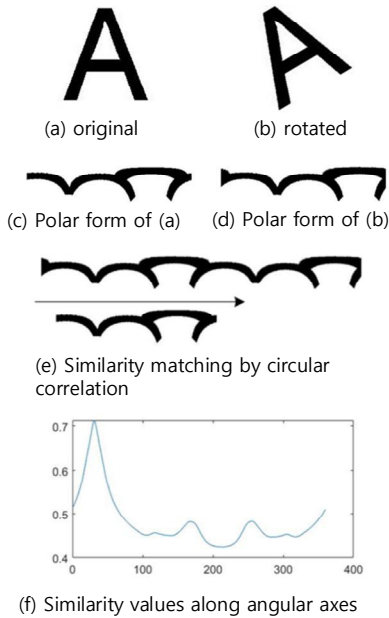 A A
(a) original (b) rotated
(c) Polar form of (a) (d) Polar form of (b)
(e) Similarity matching by circular
correlation
0.7
0.6
0.5
0.4
0 100 200 300 400
(f) Similarity values along angular axes